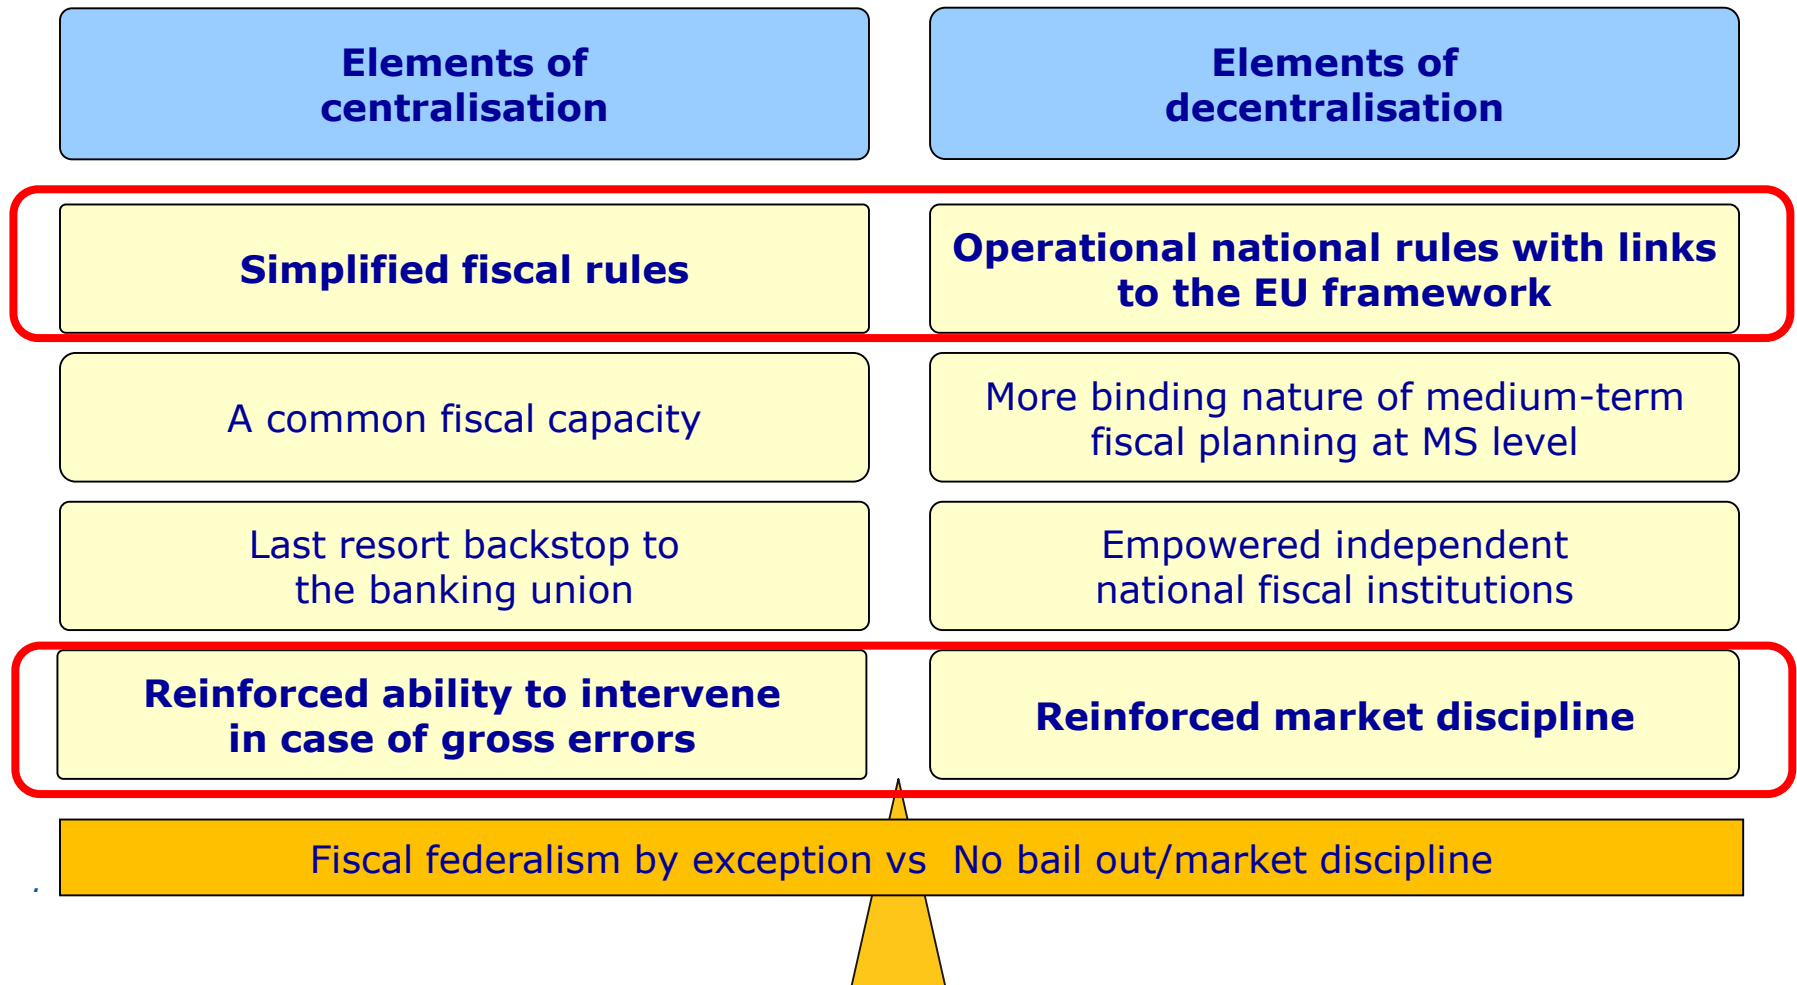 Elements of
centralisation
Elements of
decentralisation
Simplified fiscal rules
Operational national rules with links
to the EU framework
A common fiscal capacity
More binding nature of medium-term
fiscal planning at MS level
Last resort backstop to
the banking union
Empowered independent
national fiscal institutions
Reinforced ability to intervene
in case of gross errors
Reinforced market discipline
Fiscal federalism by exception vs  No bail out/market discipline
.